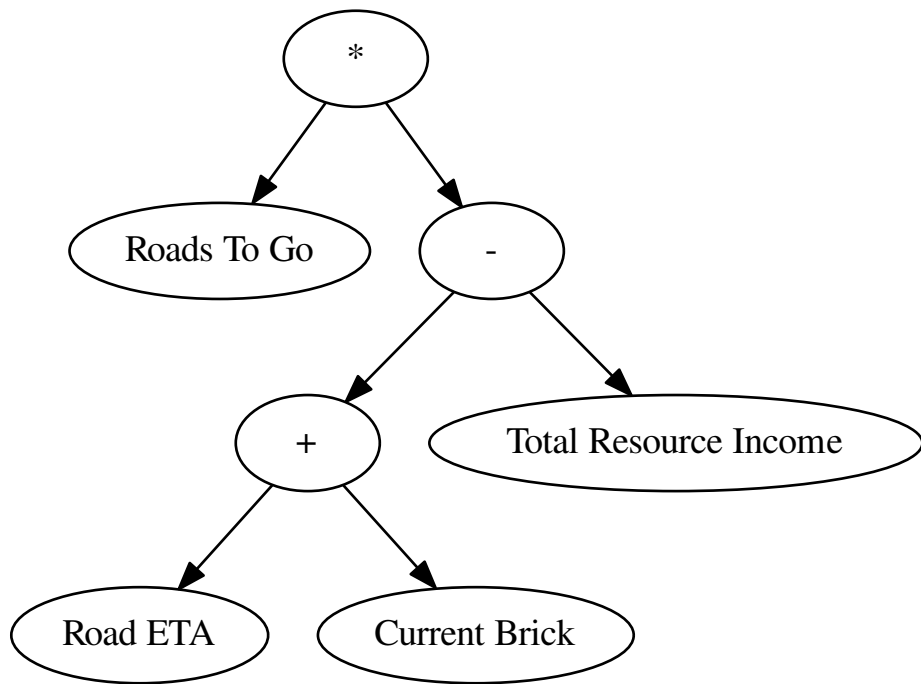 *
Roads To Go
-
+
Total Resource Income
Road ETA
Current Brick